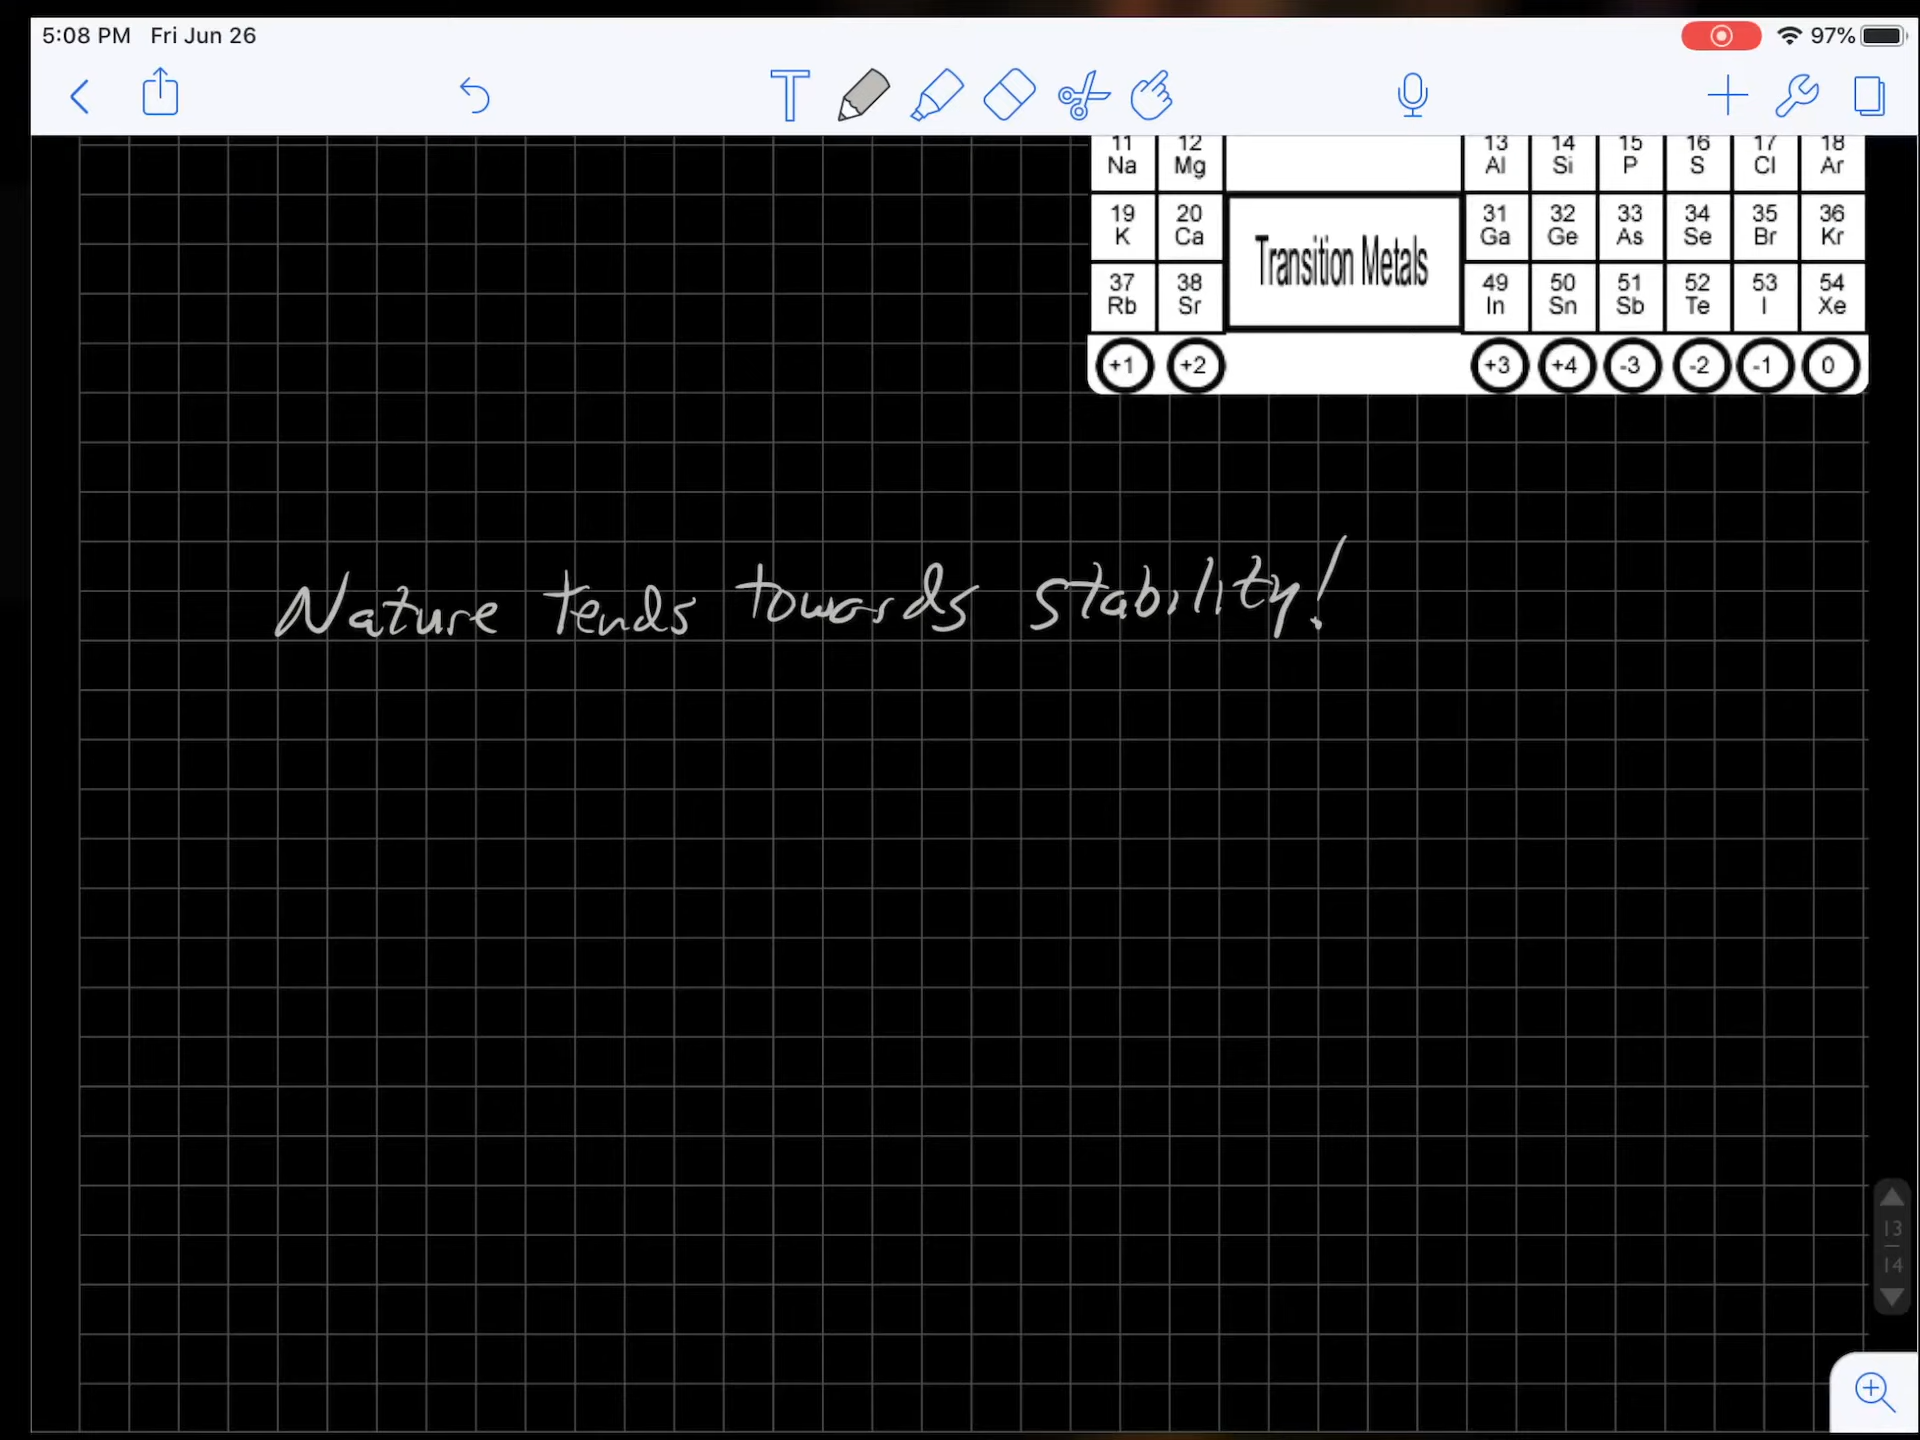 5:08 PM Fri Jun 26 97%
11 12 13 14 15 16 17 18
Na Mg Al Si P S Cl Ar
19 20 31 32 33 34 35 36
K Ca Ga Ge As Se Br Kr
Transition Metals
37 38 49 50 51 52 53 54
Rb Sr In Sn Sb Te I Xe
+1 +2 +3 +4 -3 -2 -1 0
Nature tends towards stability!
13
14